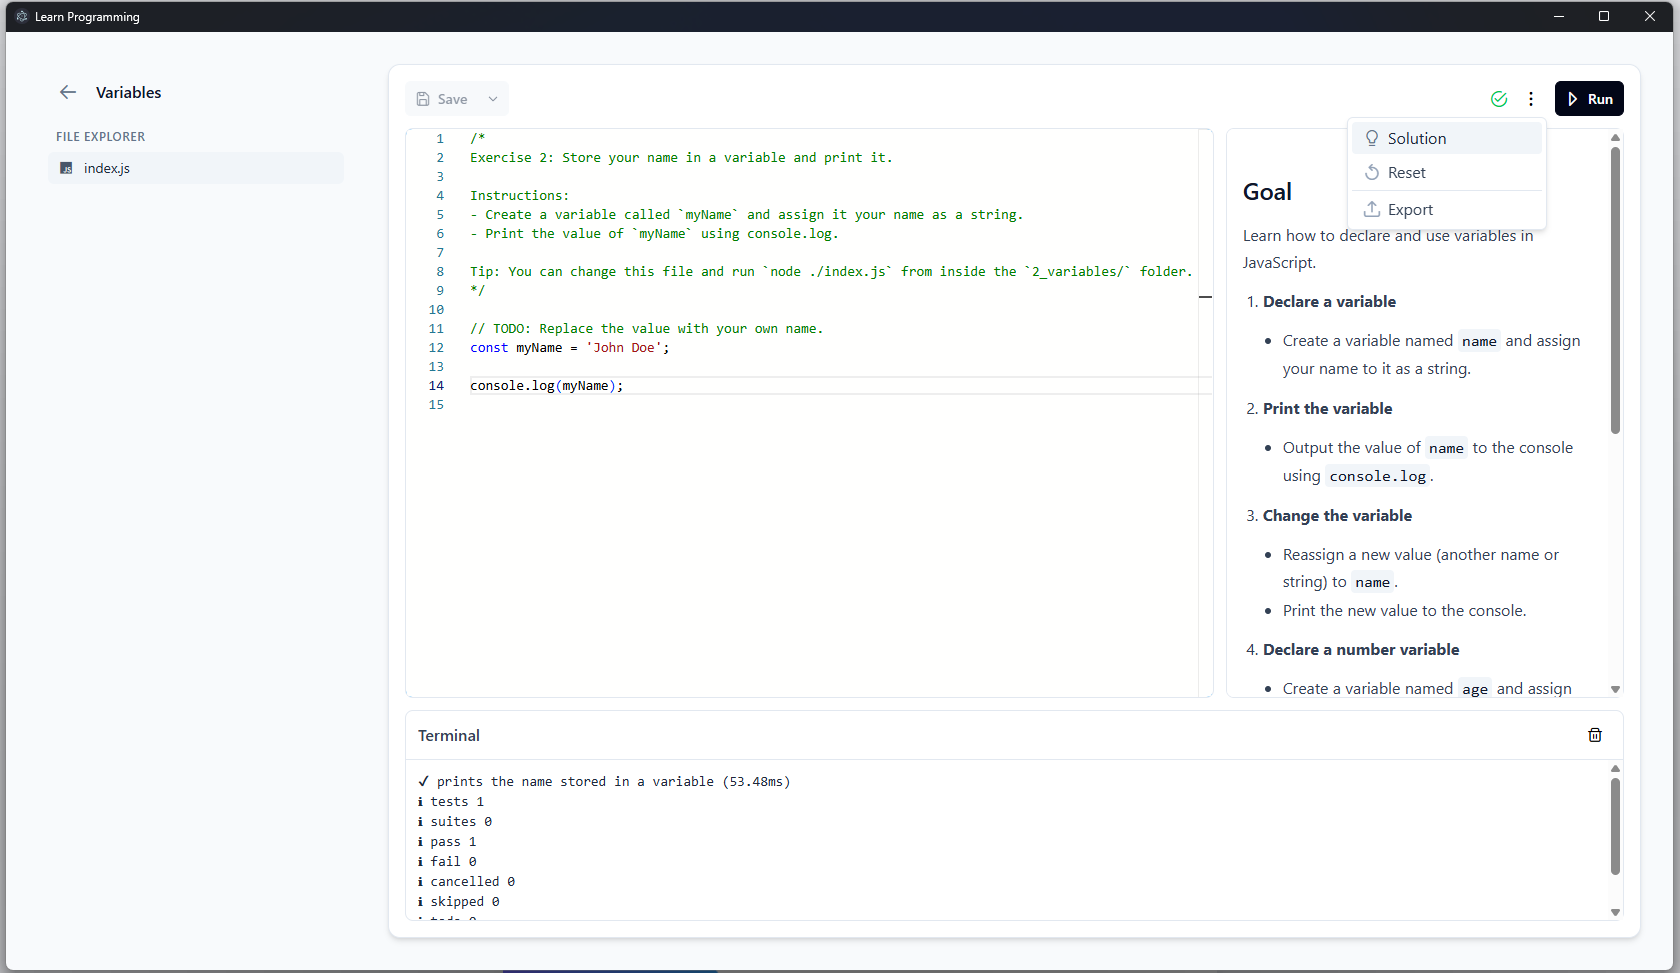 Learn Programming
Variables
FILE EXPLORER
index.js
Save
Run
Solution
Reset
Export
1 /*
2 Exercise 2: Store your name in a variable and print it.
3
4 Instructions:
5 - Create a variable called `myName` and assign it your name as a string.
6 - Print the value of `myName` using console.log.
7
8 Tip: You can change this file and run `node ./index.js` from inside the `2_variables/` folder.
9 */
10
11 // TODO: Replace the value with your own name.
12 const myName = 'John Doe';
13
14 console.log(myName);
15
Goal
Learn how to declare and use variables in
JavaScript.
1. Declare a variable
• Create a variable named name and assign
your name to it as a string.
2. Print the variable
• Output the value of name to the console
using console.log.
3. Change the variable
• Reassign a new value (another name or
string) to name.
• Print the new value to the console.
4. Declare a number variable
• Create a variable named age and assign
Terminal
✔ prints the name stored in a variable (53.48ms)
ℹ tests 1
ℹ suites 0
ℹ pass 1
ℹ fail 0
ℹ cancelled 0
ℹ skipped 0